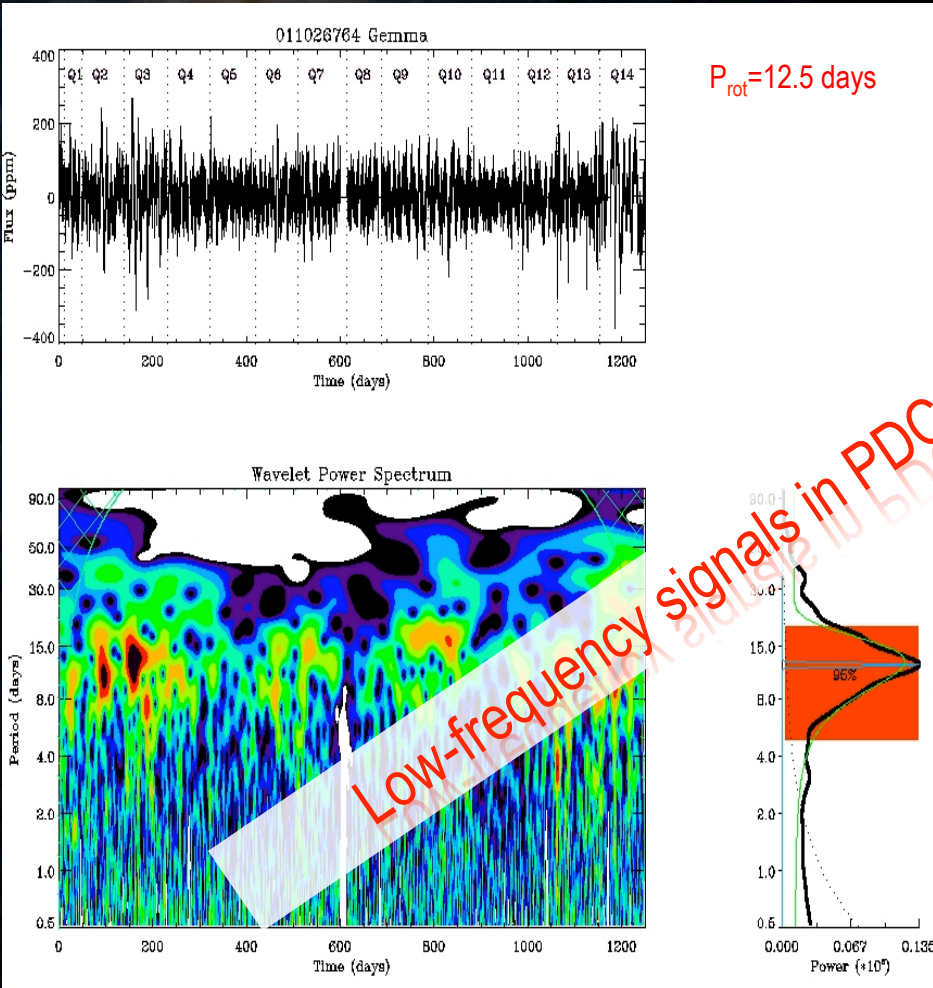 011026764 Gemma
P_rot=12.5 days
Q1 Q2 Q3 Q4 Q5 Q6 Q7 Q8 Q9 Q10 Q11 Q12 Q13 Q14
400
200
0
-200
-400
Flux (ppm)
0 200 400 600 800 1000 1200
Time (days)
Wavelet Power Spectrum
90.0
50.0
30.0
15.0
8.0
4.0
2.0
1.0
0.5
Period (days)
0 200 400 600 800 1000 1200
Time (days)
Low-frequency signals in PDC
90.0
30.0
15.0
8.0
4.0
2.0
1.0
0.5
95%
0.000 0.067 0.135